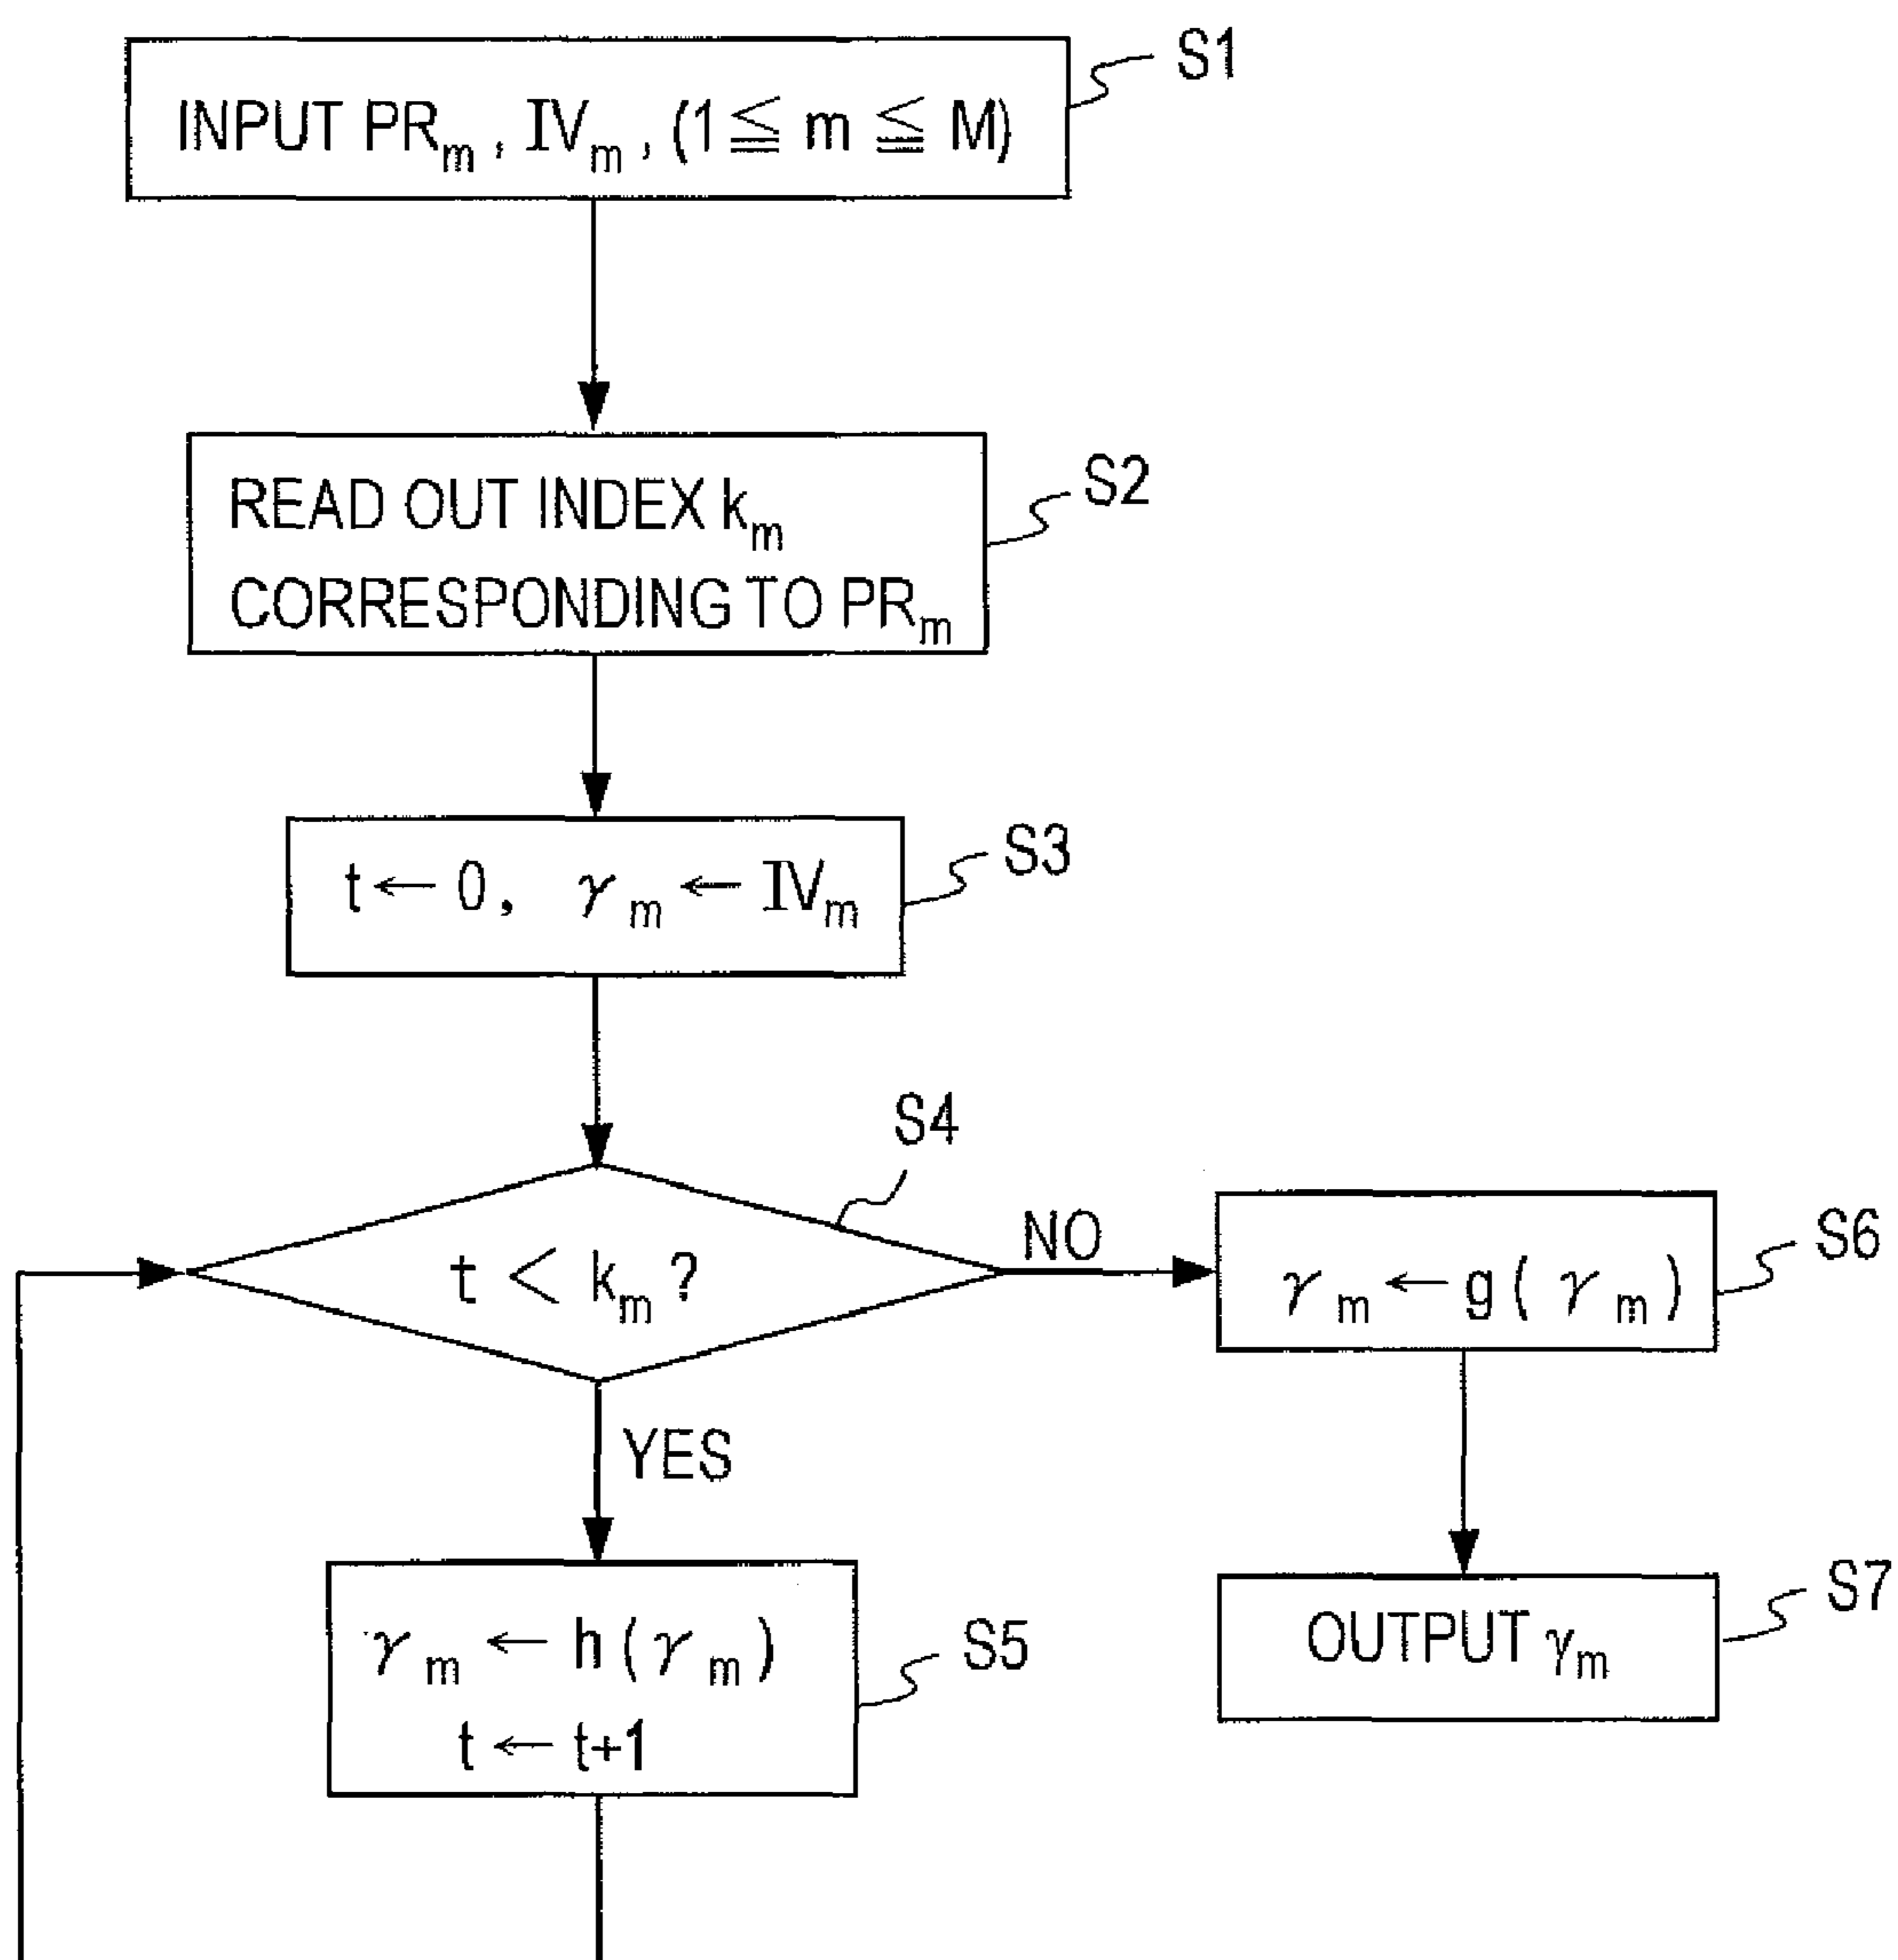 S1
INPUT PRₘ, IVₘ, (1 ≦ m ≦ M)
S2
READ OUT INDEX kₘ
CORRESPONDING TO PRₘ
S3
t ← 0, γₘ ← IVₘ
S4
t < kₘ ?
NO
S6
γₘ ← g ( γₘ )
YES
S5
γₘ ← h ( γₘ )
t ← t+1
S7
OUTPUT γₘ